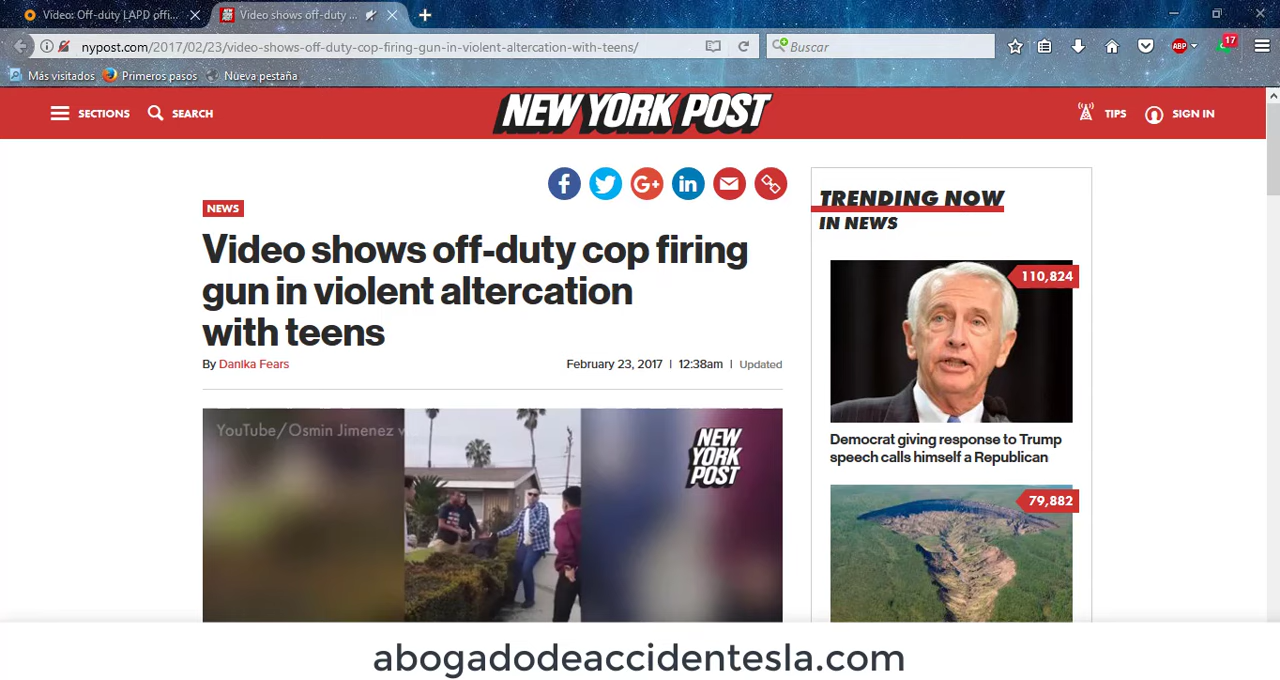 Video: Off-duty LAPD offi...
Video shows off-duty ...
nypost.com/2017/02/23/video-shows-off-duty-cop-firing-gun-in-violent-altercation-with-teens/
Buscar
ABP
17
Más visitados
Primeros pasos
Nueva pestaña
SECTIONS
SEARCH
NEW YORK POST
TIPS
SIGN IN
NEWS
Video shows off-duty cop firing
gun in violent altercation
with teens
By Danika Fears
February 23, 2017 | 12:38am | Updated
YouTube/Osmin Jimenez
NEW
YORK
POST
TRENDING NOW
IN NEWS
110,824
Democrat giving response to Trump
speech calls himself a Republican
79,882
abogadodeaccidentesla.com